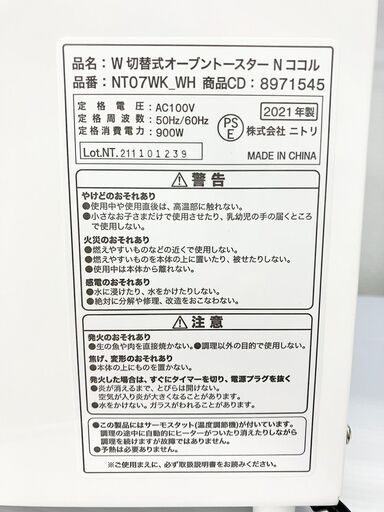 品名：W 切替式オーブントースター N ココル
品番：NT07WK_WH 商品CD：8971545
定格電圧：AC100V
定格周波数：50Hz/60Hz
定格消費電力：900W
PS
E
2021年製
株式会社 ニトリ
Lot.NT. 211101239
MADE IN CHINA
⚠警告
やけどのおそれあり
●使用中や使用直後は、高温部に触れない。
●小さなお子さまだけで使用させたり、乳幼児の手の届くところ
で使用しない。
火災のおそれあり
●燃えやすいものなどの近くで使用しない。
●燃えやすいものを本体の上に置いたり、被せたりしない。
●使用中は本体から離れない。
感電のおそれあり
●水に浸けたり、水をかけたりしない。
●絶対に分解や修理、改造をおこなわない。
⚠注意
発火のおそれあり
●生の魚や肉を直接焼かない。●調理以外の目的で使用しない。
焦げ、変形のおそれあり
●本体の上にものを置かない。
発火した場合は、すぐにタイマーを切り、電源プラグを抜く
●炎が消えるまで、とびらは開けない。
空気が入り炎が大きくなることがあります。
●水をかけない。ガラスがわれることがあります。
●この製品にはサーモスタット(温度調節機)が付いています。
調理の途中に自動的にヒーターがついたり消えたりしながら
調理を続けますが故障ではありません。
●予熱は必要ありません。
※ご使用まえに、必ず取扱説明書をお読みください。